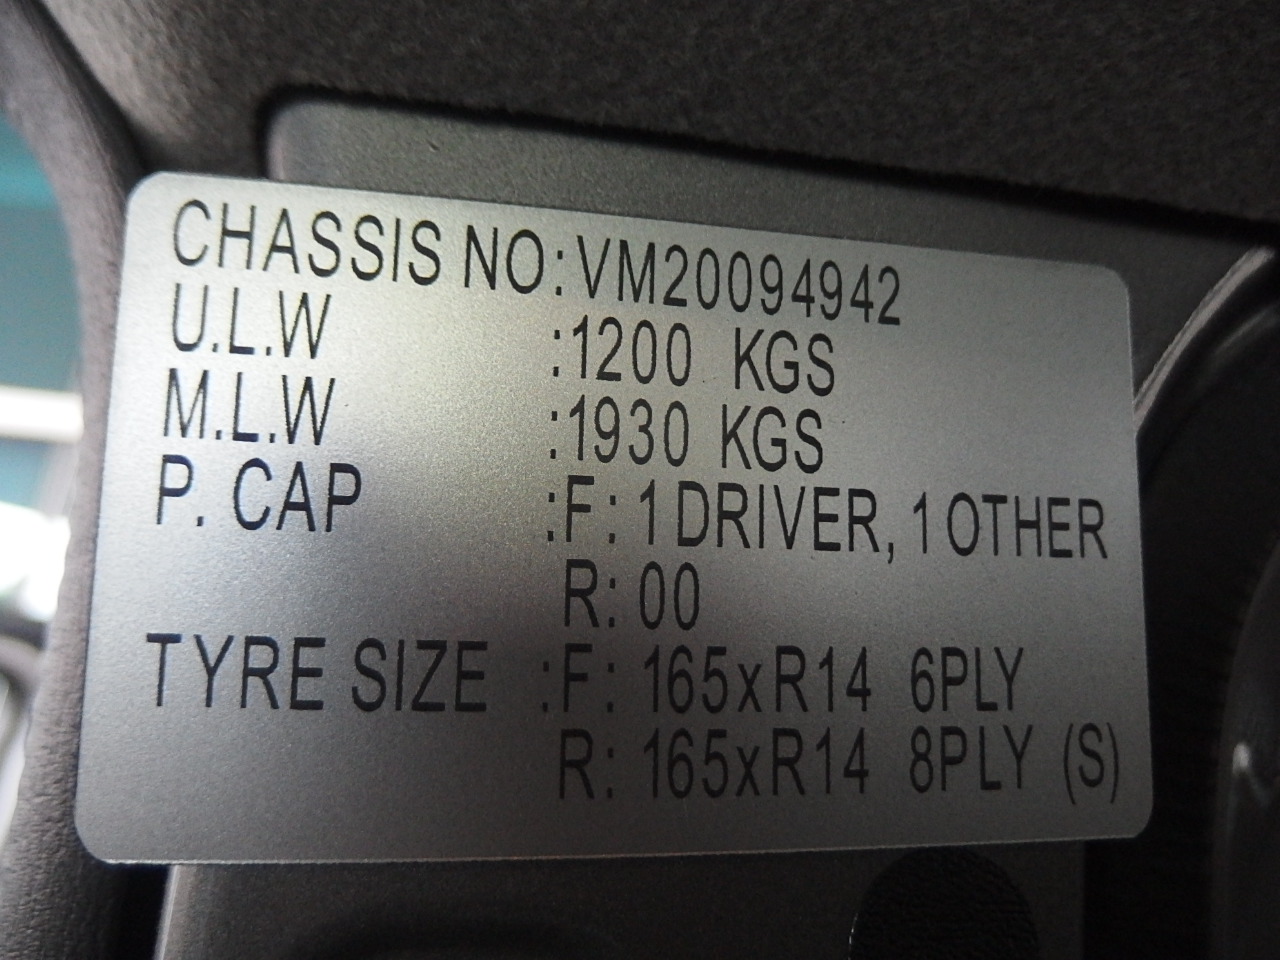 CHASSIS NO:VM20094942
U.L.W :1200 KGS
M.L.W :1930 KGS
P. CAP :F: 1 DRIVER, 1 OTHER
R: 00
TYRE SIZE :F: 165xR14 6PLY
R: 165xR14 8PLY (S)